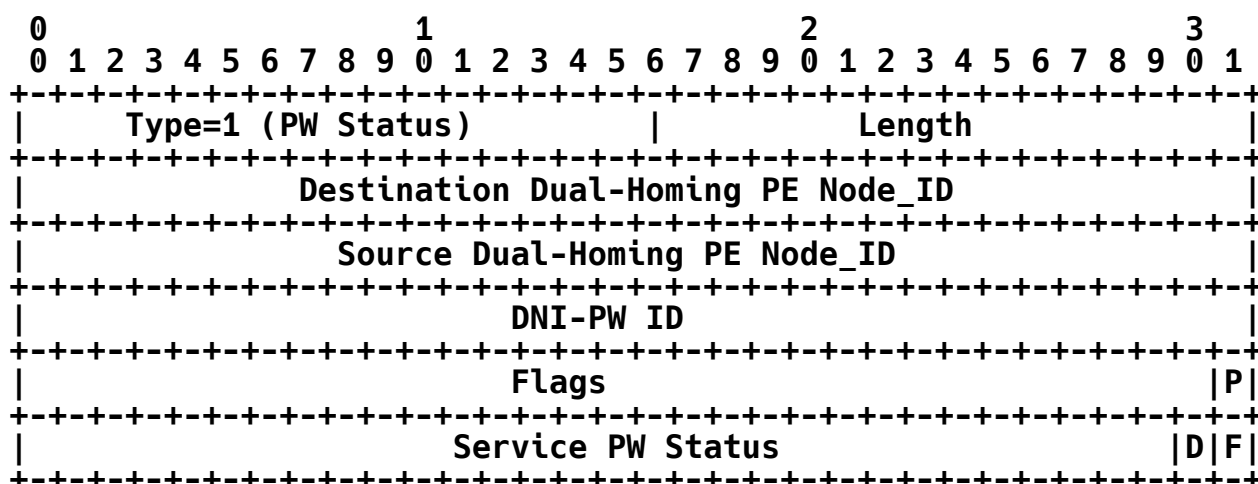 0                   1                   2                   3
 0 1 2 3 4 5 6 7 8 9 0 1 2 3 4 5 6 7 8 9 0 1 2 3 4 5 6 7 8 9 0 1
+-+-+-+-+-+-+-+-+-+-+-+-+-+-+-+-+-+-+-+-+-+-+-+-+-+-+-+-+-+-+-+-+
|     Type=1 (PW Status)         |          Length              |
+-+-+-+-+-+-+-+-+-+-+-+-+-+-+-+-+-+-+-+-+-+-+-+-+-+-+-+-+-+-+-+-+
|              Destination Dual-Homing PE Node_ID               |
+-+-+-+-+-+-+-+-+-+-+-+-+-+-+-+-+-+-+-+-+-+-+-+-+-+-+-+-+-+-+-+-+
|                Source Dual-Homing PE Node_ID                  |
+-+-+-+-+-+-+-+-+-+-+-+-+-+-+-+-+-+-+-+-+-+-+-+-+-+-+-+-+-+-+-+-+
|                         DNI-PW ID                             |
+-+-+-+-+-+-+-+-+-+-+-+-+-+-+-+-+-+-+-+-+-+-+-+-+-+-+-+-+-+-+-+-+
|                         Flags                               |P|
+-+-+-+-+-+-+-+-+-+-+-+-+-+-+-+-+-+-+-+-+-+-+-+-+-+-+-+-+-+-+-+-+
|                      Service PW Status                    |D|F|
+-+-+-+-+-+-+-+-+-+-+-+-+-+-+-+-+-+-+-+-+-+-+-+-+-+-+-+-+-+-+-+-+